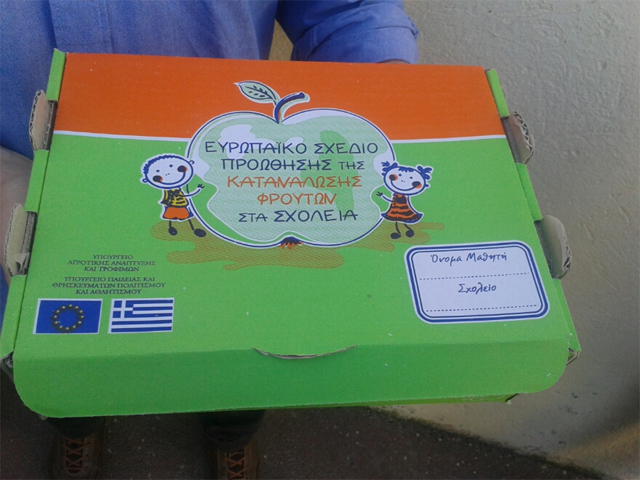 ΕΥΡΩΠΑΪΚΟ ΣΧΕΔΙΟ
ΠΡΟΩΘΗΣΗΣ ΤΗΣ
ΚΑΤΑΝΑΛΩΣΗΣ
ΦΡΟΥΤΩΝ
ΣΤΑ ΣΧΟΛΕΙΑ
ΥΠΟΥΡΓΕΙΟ
ΑΓΡΟΤΙΚΗΣ ΑΝΑΠΤΥΞΗΣ
ΚΑΙ ΤΡΟΦΙΜΩΝ
ΥΠΟΥΡΓΕΙΟ ΠΑΙΔΕΙΑΣ ΚΑΙ
ΘΡΗΣΚΕΥΜΑΤΩΝ ΠΟΛΙΤΙΣΜΟΥ
ΚΑΙ ΑΘΛΗΤΙΣΜΟΥ
Όνομα Μαθητή
Σχολείο